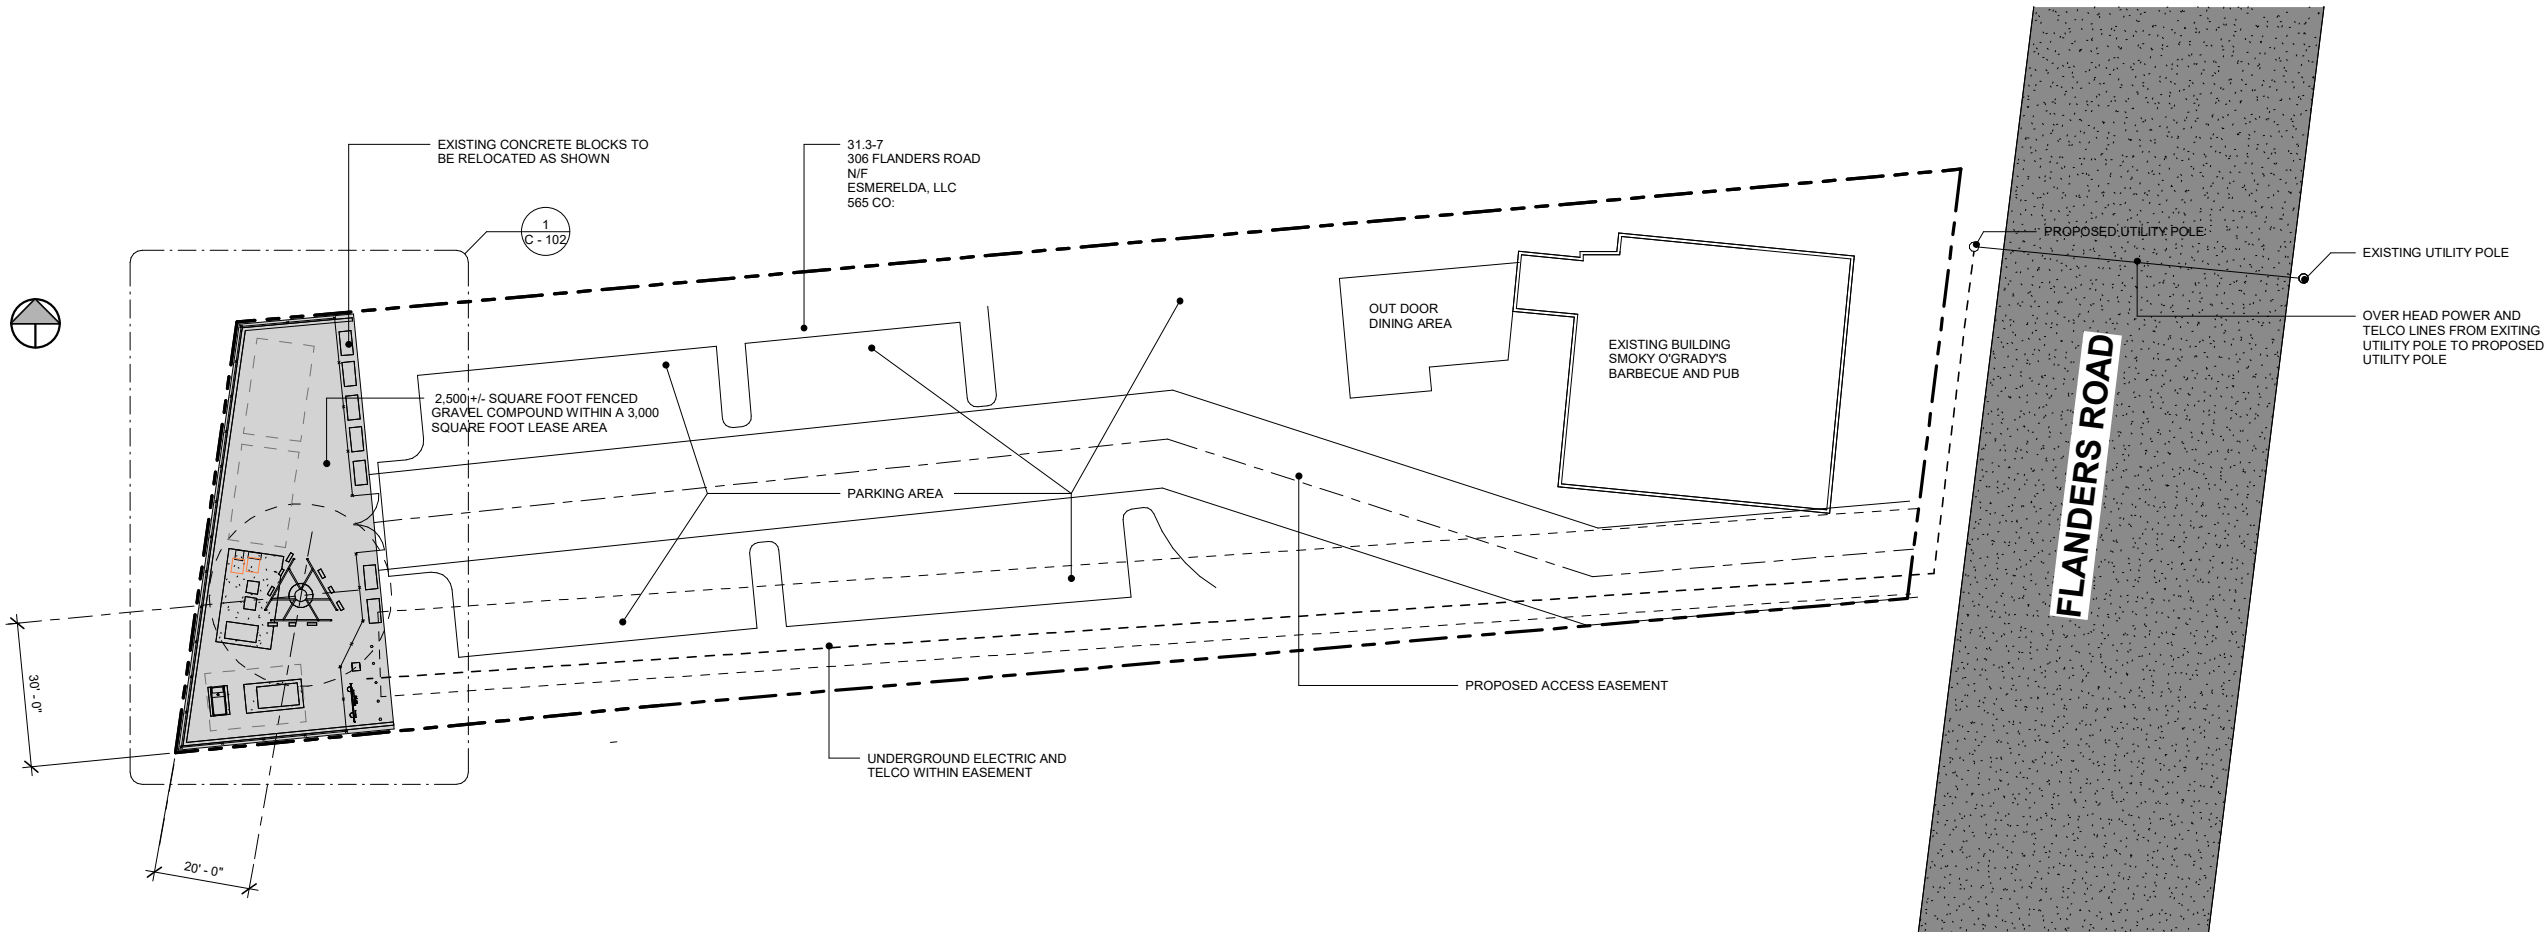 EXISTING CONCRETE BLOCKS TO
BE RELOCATED AS SHOWN
31.3-7
306 FLANDERS ROAD
N/F
ESMERELDA, LLC
565 CO:
1
C - 102
PROPOSED UTILITY POLE
EXISTING UTILITY POLE
OUT DOOR
DINING AREA
EXISTING BUILDING
SMOKY O'GRADY'S
BARBECUE AND PUB
OVER HEAD POWER AND
TELCO LINES FROM EXITING
UTILITY POLE TO PROPOSED
UTILITY POLE
2,500 +/- SQUARE FOOT FENCED
GRAVEL COMPOUND WITHIN A 3,000
SQUARE FOOT LEASE AREA
PARKING AREA
FLANDERS ROAD
30' - 0"
PROPOSED ACCESS EASEMENT
UNDERGROUND ELECTRIC AND
TELCO WITHIN EASEMENT
20' - 0"